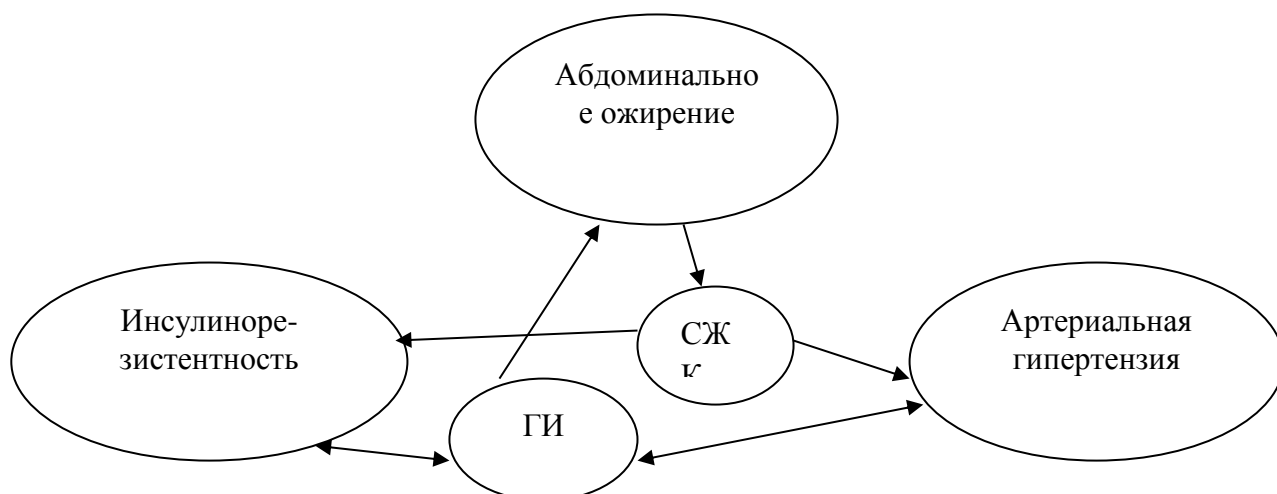 Абдоминально
е ожирение
Инсулиноре-
зистентность
СЖ
К
Артериальная
гипертензия
ГИ